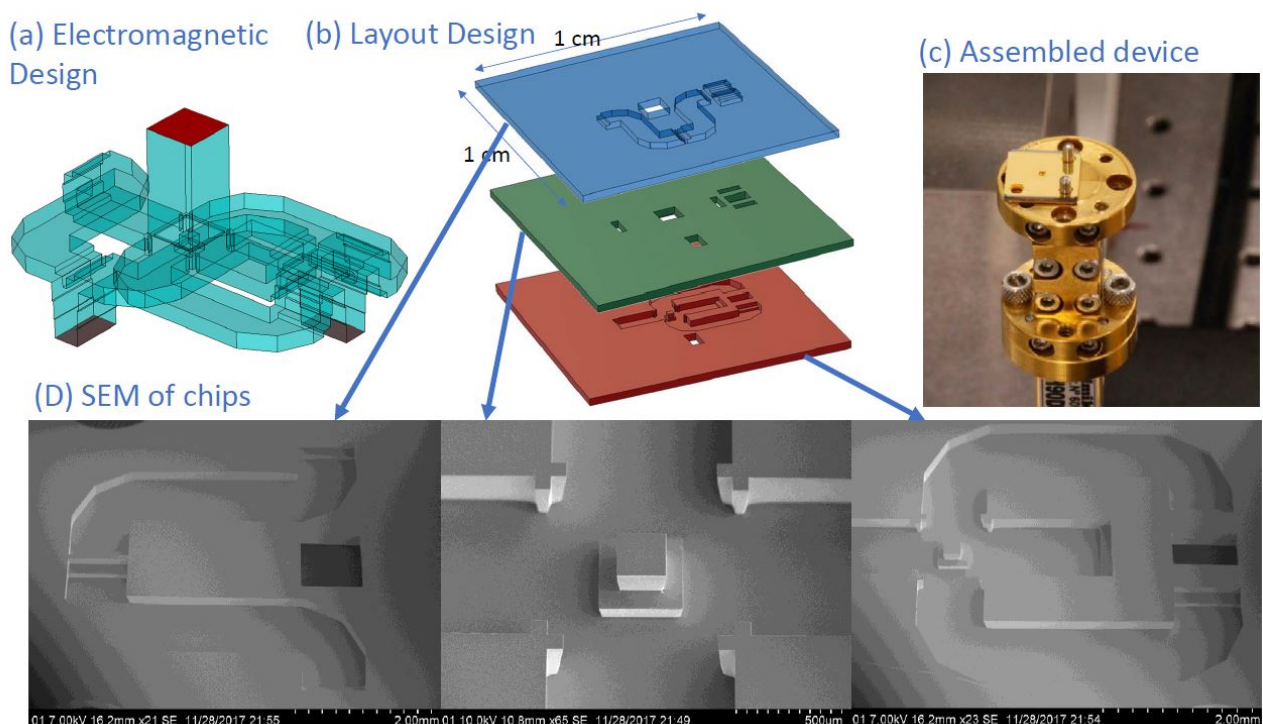 (a) Electromagnetic
Design
(b) Layout Design
1 cm
1 cm
(c) Assembled device
(D) SEM of chips
01 7.00kV 16.2mm x21 SE 11/28/2017 21:55
2.00mm
01 10.0kV 10.8mm x65 SE 11/28/2017 21:49
500um
01 7.00kV 16.2mm x23 SE 11/28/2017 21:54
2.00mm